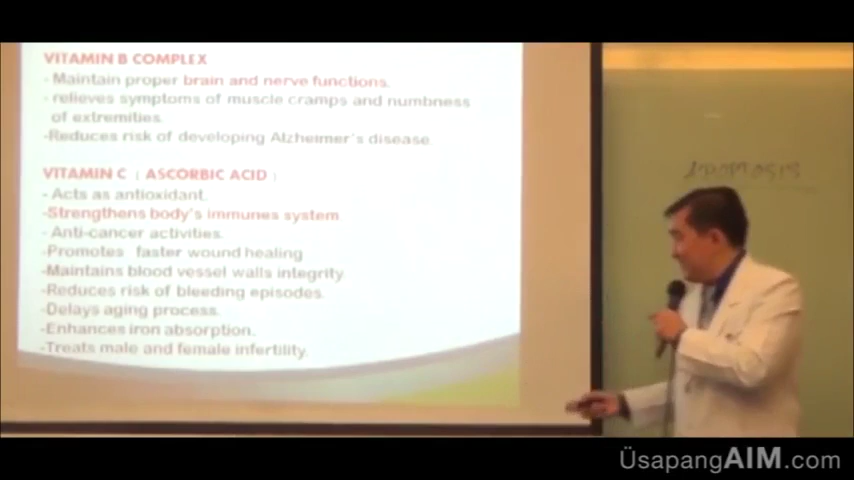 VITAMIN B COMPLEX
- Maintain proper brain and nerve functions.
- relieves symptoms of muscle cramps and numbness
of extremities.
-Reduces risk of developing Alzheimer's disease
VITAMIN C ( ASCORBIC ACID )
- Acts as antioxidant.
-Strengthens body's immunes system
- Anti-cancer activities.
-Promotes faster wound healing
-Maintains blood vessel walls integrity
-Reduces risk of bleeding episodes.
-Delays aging process.
-Enhances iron absorption.
-Treats male and female infertility.
APOPTOSIS
ÜsapangAIM.com